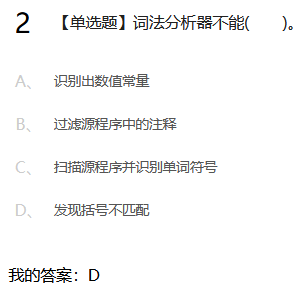 2 【单选题】词法分析器不能(  )。
A、 识别出数值常量
B、 过滤源程序中的注释
C、 扫描源程序并识别单词符号
D、 发现括号不匹配
我的答案：D